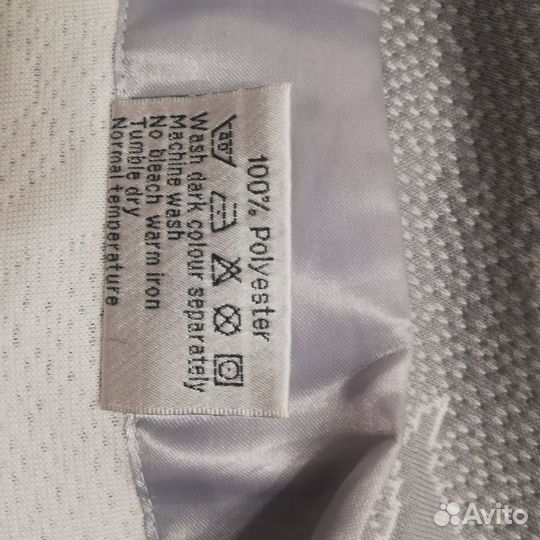 100% Polyester
Wash dark colour separately
Machine wash
No bleach warm iron
Tumble dry
Normal temperature
Avito